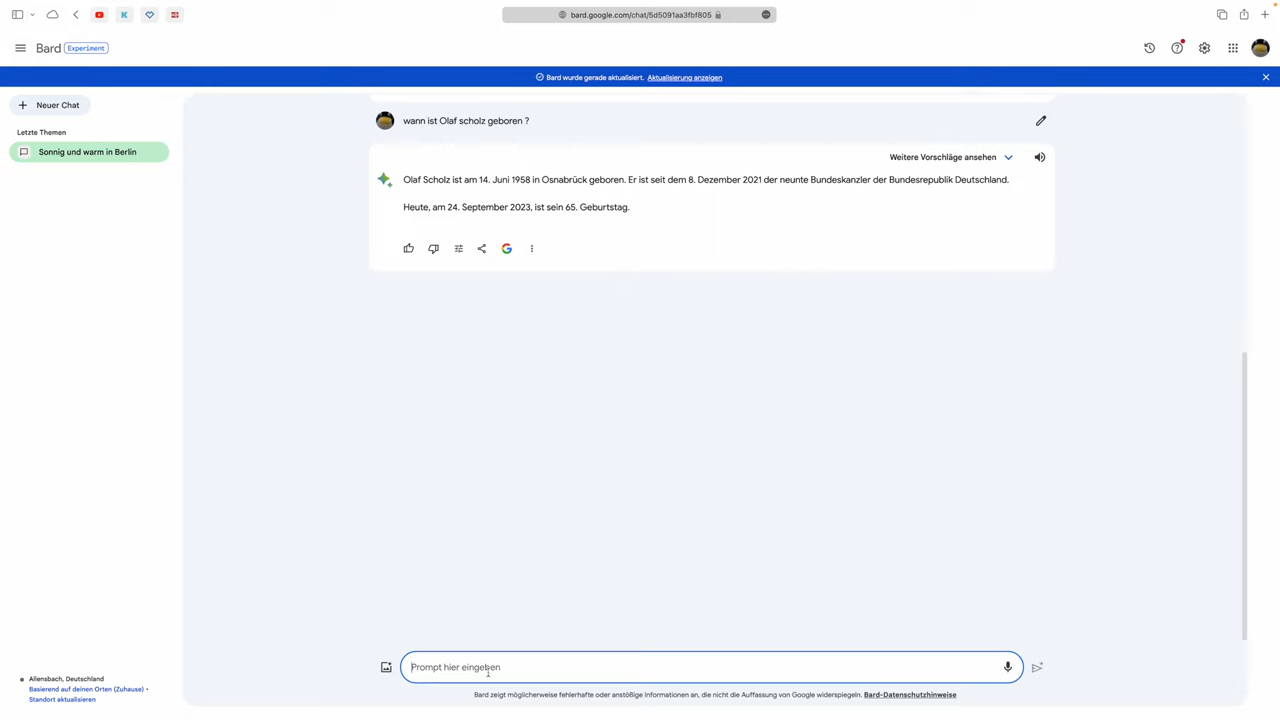 bard.google.com/chat/5d5091aa3fbf805
Bard Experiment
Bard wurde gerade aktualisiert. Aktualisierung anzeigen
Neuer Chat
Letzte Themen
Sonnig und warm in Berlin
wann ist Olaf scholz geboren ?
Weitere Vorschläge ansehen
Olaf Scholz ist am 14. Juni 1958 in Osnabrück geboren. Er ist seit dem 8. Dezember 2021 der neunte Bundeskanzler der Bundesrepublik Deutschland.
Heute, am 24. September 2023, ist sein 65. Geburtstag.
Prompt hier eingeben
Bard zeigt möglicherweise fehlerhafte oder anstößige Informationen an, die nicht die Auffassung von Google widerspiegeln. Bard-Datenschutzhinweise
Allensbach, Deutschland
Basierend auf deinen Orten (Zuhause) •
Standort aktualisieren